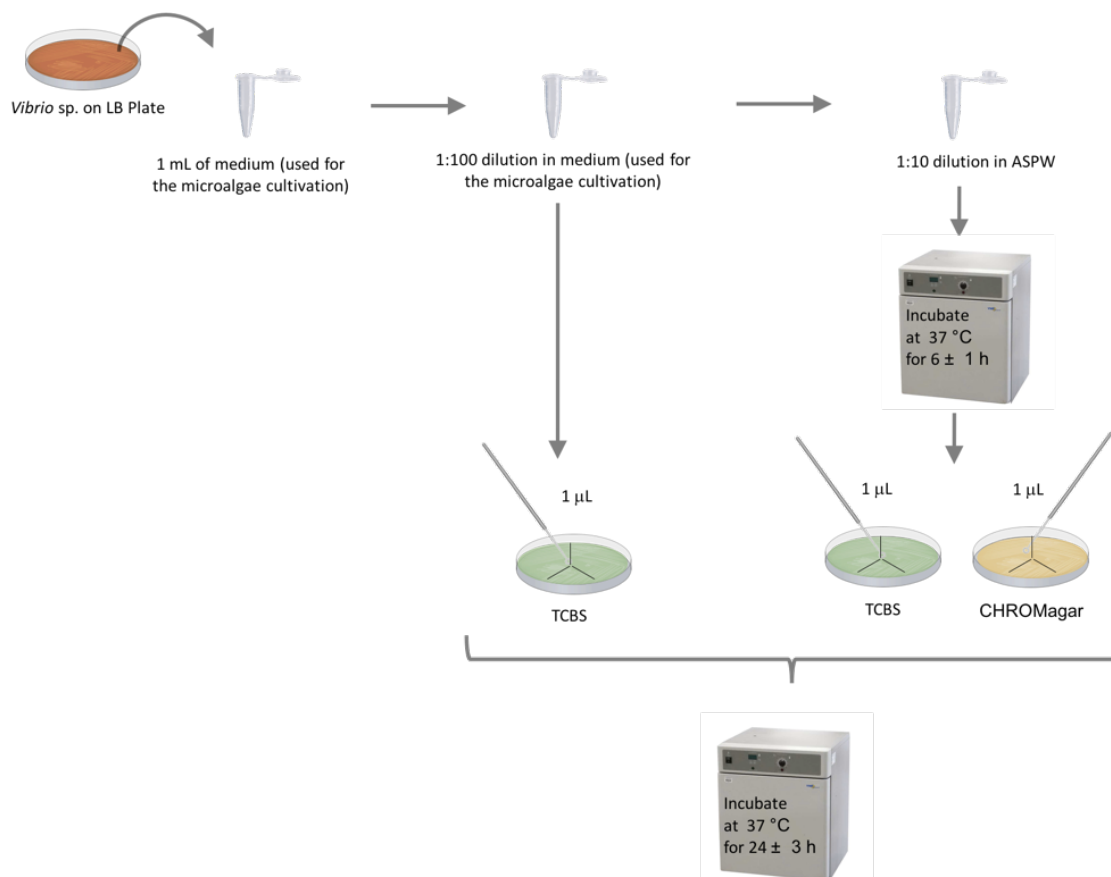 Vibrio sp. on LB Plate
1 mL of medium (used for
the microalgae cultivation)
1:100 dilution in medium (used for
the microalgae cultivation)
1:10 dilution in ASPW
Incubate
at 37 °C
for 6 ± 1 h
1 μL
1 μL
1 μL
TCBS
TCBS
CHROMagar
Incubate
at 37 °C
for 24 ± 3 h